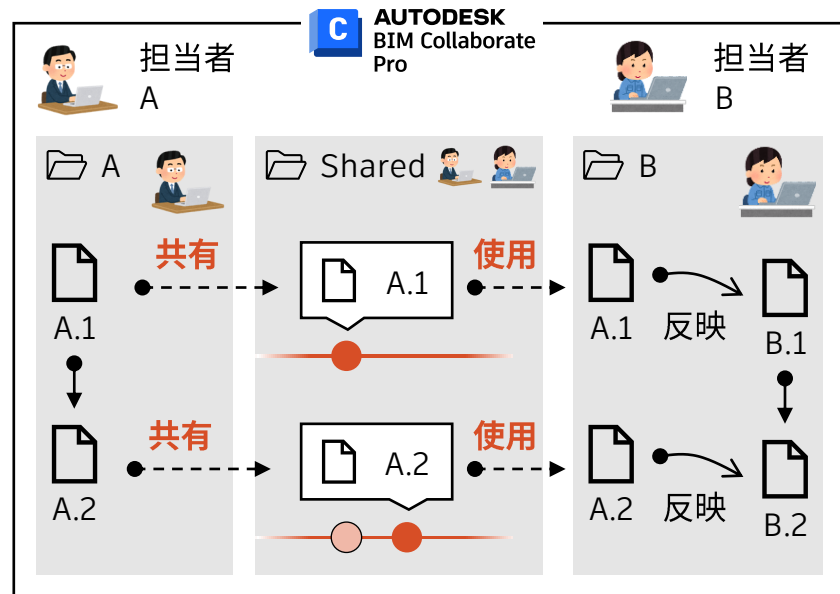 C
AUTODESK
BIM Collaborate
Pro
担当者
A
担当者
B
A
Shared
B
共有
A.1
使用
A.1
A.1
反映
B.1
共有
A.2
使用
A.2
A.2
反映
B.2